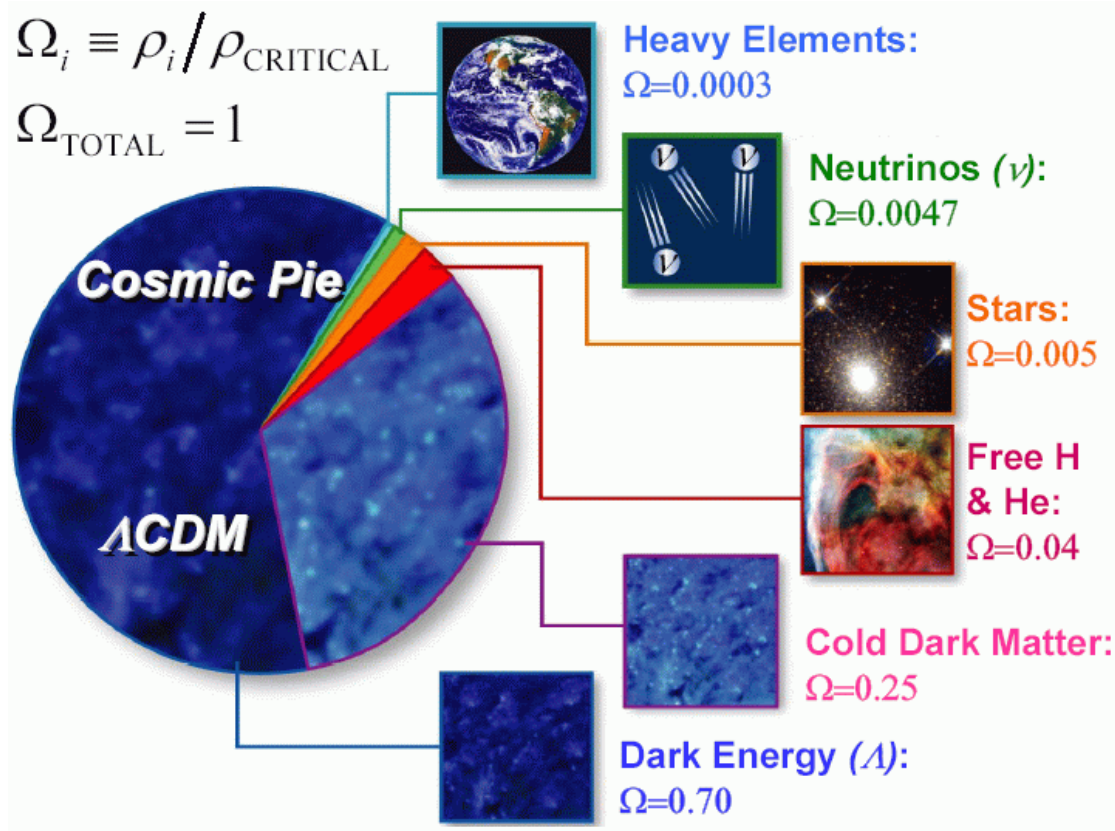 Ωᵢ ≡ ρᵢ/ρCRITICAL
ΩTOTAL = 1
Heavy Elements:
Ω=0.0003
ν ν
ν
Neutrinos (ν):
Ω=0.0047
Cosmic Pie
Stars:
Ω=0.005
Free H
& He:
Ω=0.04
ΛCDM
Cold Dark Matter:
Ω=0.25
Dark Energy (Λ):
Ω=0.70